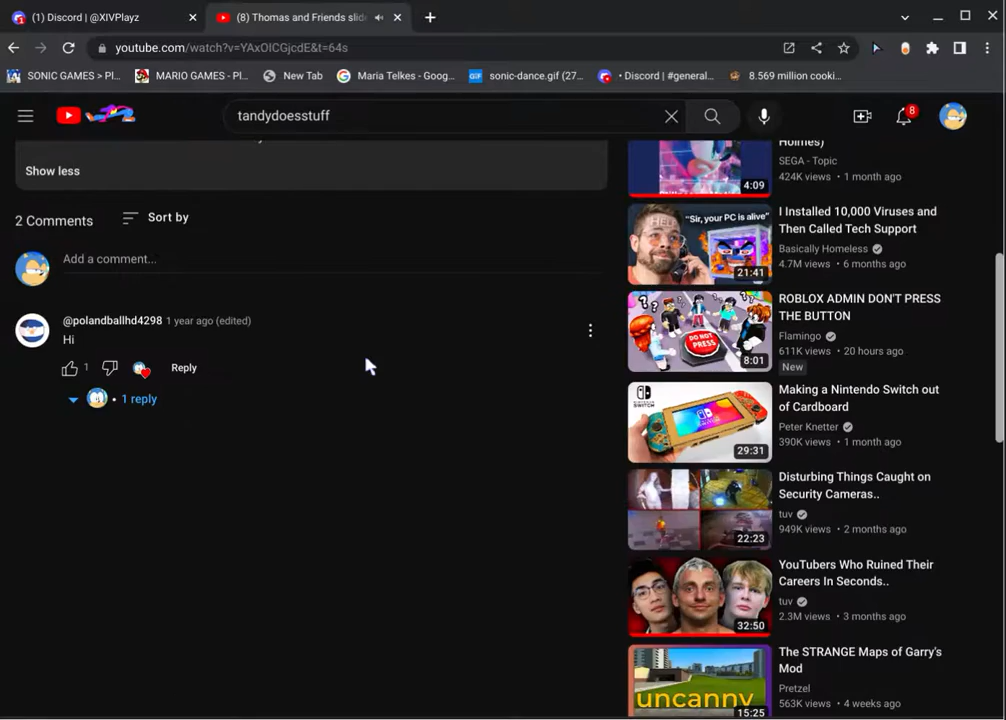 (1) Discord | @XIVPlayz
(8) Thomas and Friends slid
youtube.com/watch?v=YAxOICGjcdE&t=64s
SONIC GAMES > Pl...
MARIO GAMES - Pl...
New Tab
Maria Telkes - Goog...
GIF
sonic-dance.gif (27...
• Discord | #general...
8.569 million cooki...
tandydoesstuff
8
Show less
2 Comments
Sort by
Add a comment...
@polandballhd4298 1 year ago (edited)
Hi
1
Reply
• 1 reply
Holmes)
SEGA - Topic
424K views • 1 month ago
4:09
HELP
"Sir, your PC is alive"
21:41
I Installed 10,000 Viruses and
Then Called Tech Support
Basically Homeless
4.7M views • 6 months ago
DO NOT
PRESS
8:01
ROBLOX ADMIN DON'T PRESS
THE BUTTON
Flamingo
611K views • 20 hours ago
New
29:31
Making a Nintendo Switch out
of Cardboard
Peter Knetter
390K views • 1 month ago
22:23
Disturbing Things Caught on
Security Cameras..
tuv
949K views • 2 months ago
32:50
YouTubers Who Ruined Their
Careers In Seconds..
tuv
2.3M views • 3 months ago
uncanny
15:25
The STRANGE Maps of Garry's
Mod
Pretzel
563K views • 4 weeks ago